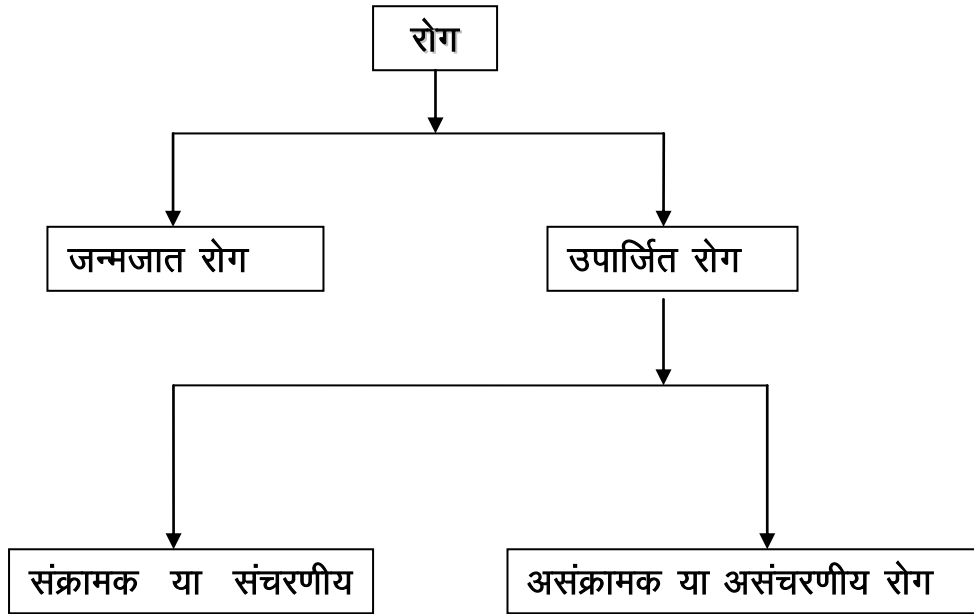 रोग
जन्मजात रोग
उपार्जित रोग
संक्रामक या संचरणीय
असंक्रामक या असंचरणीय रोग